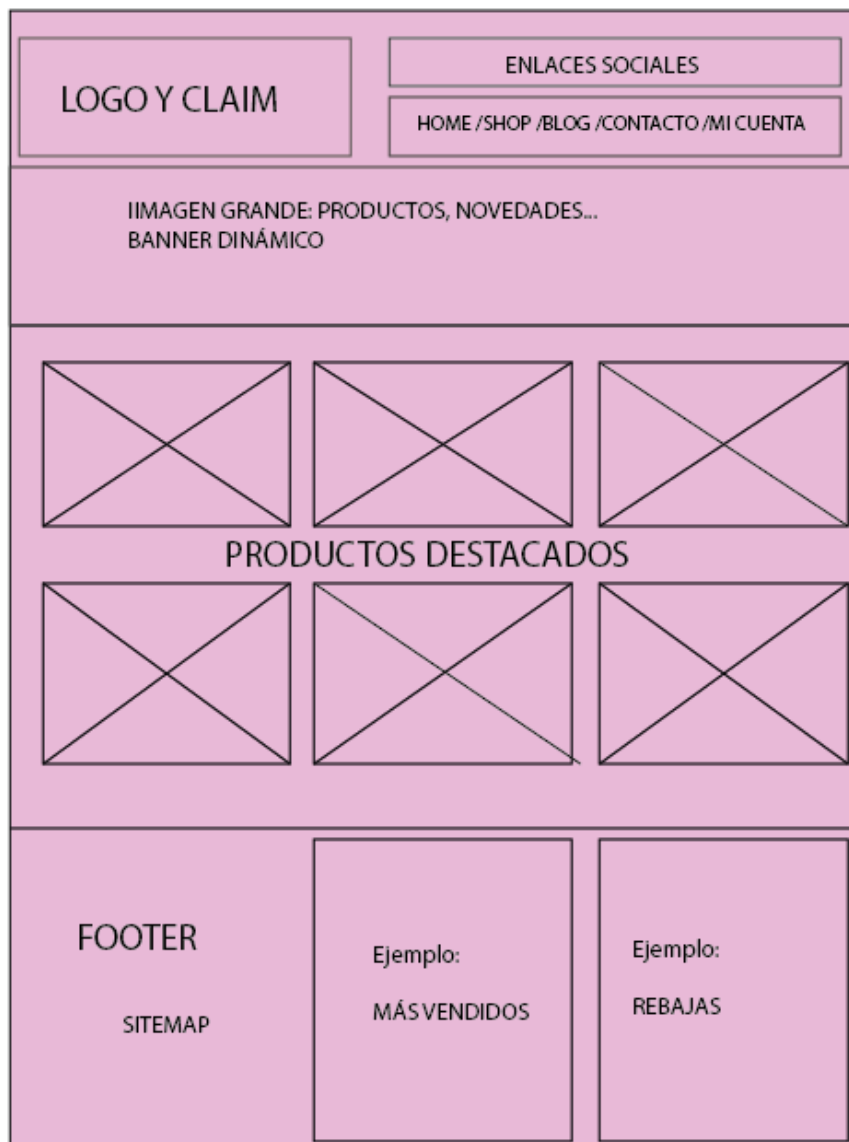 LOGO Y CLAIM
ENLACES SOCIALES
HOME /SHOP /BLOG /CONTACTO /MI CUENTA
IIMAGEN GRANDE: PRODUCTOS, NOVEDADES...
BANNER DINÁMICO
PRODUCTOS DESTACADOS
FOOTER
SITEMAP
Ejemplo:
MÁS VENDIDOS
Ejemplo:
REBAJAS